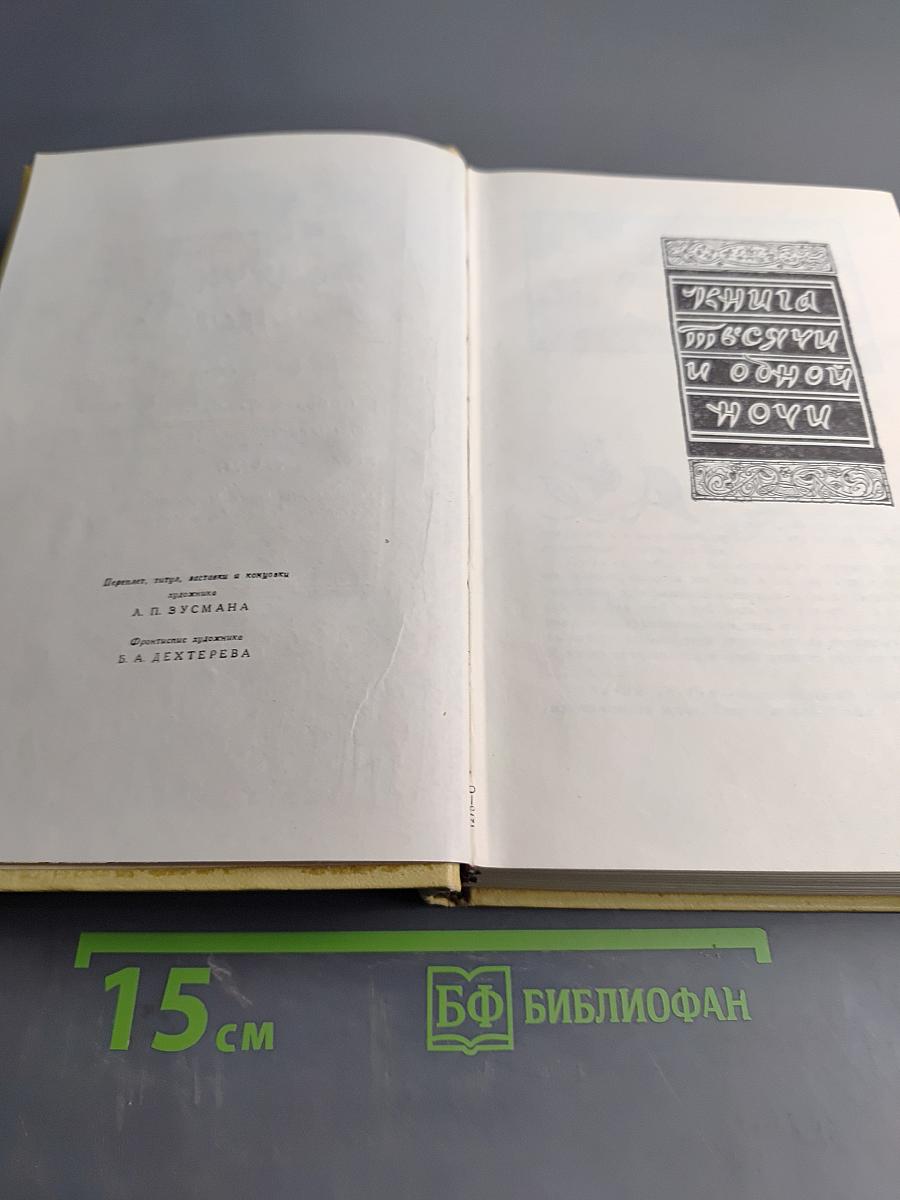 Переплет, титул, заставки и концовки
художника
А. П. ЗУСМАНА
Фронтиспис художника
Б. А. ДЕХТЕРЕВА
КНИГА
ТЫСЯЧИ
И ОДНОЙ
НОЧИ
15 см
БФ БИБЛИОФАН